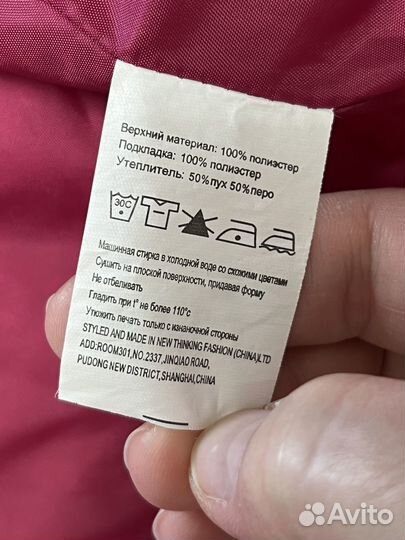 Верхний материал: 100% полиэстер
Подкладка: 100% полиэстер
Утеплитель: 50%пух 50%перо
30C
Машинная стирка в холодной воде со схожими цветами
Сушить на плоской поверхности, придавая форму
Не отбеливать
Гладить при t° не более 110°с
Утюжить печать только с изнаночной стороны
STYLED AND MADE IN NEW THINKING FASHION (CHINA)LTD
ADD:ROOM301,NO.2337,JINQIAO ROAD,
PUDONG NEW DISTRICT,SHANGHAI,CHINA
Avito